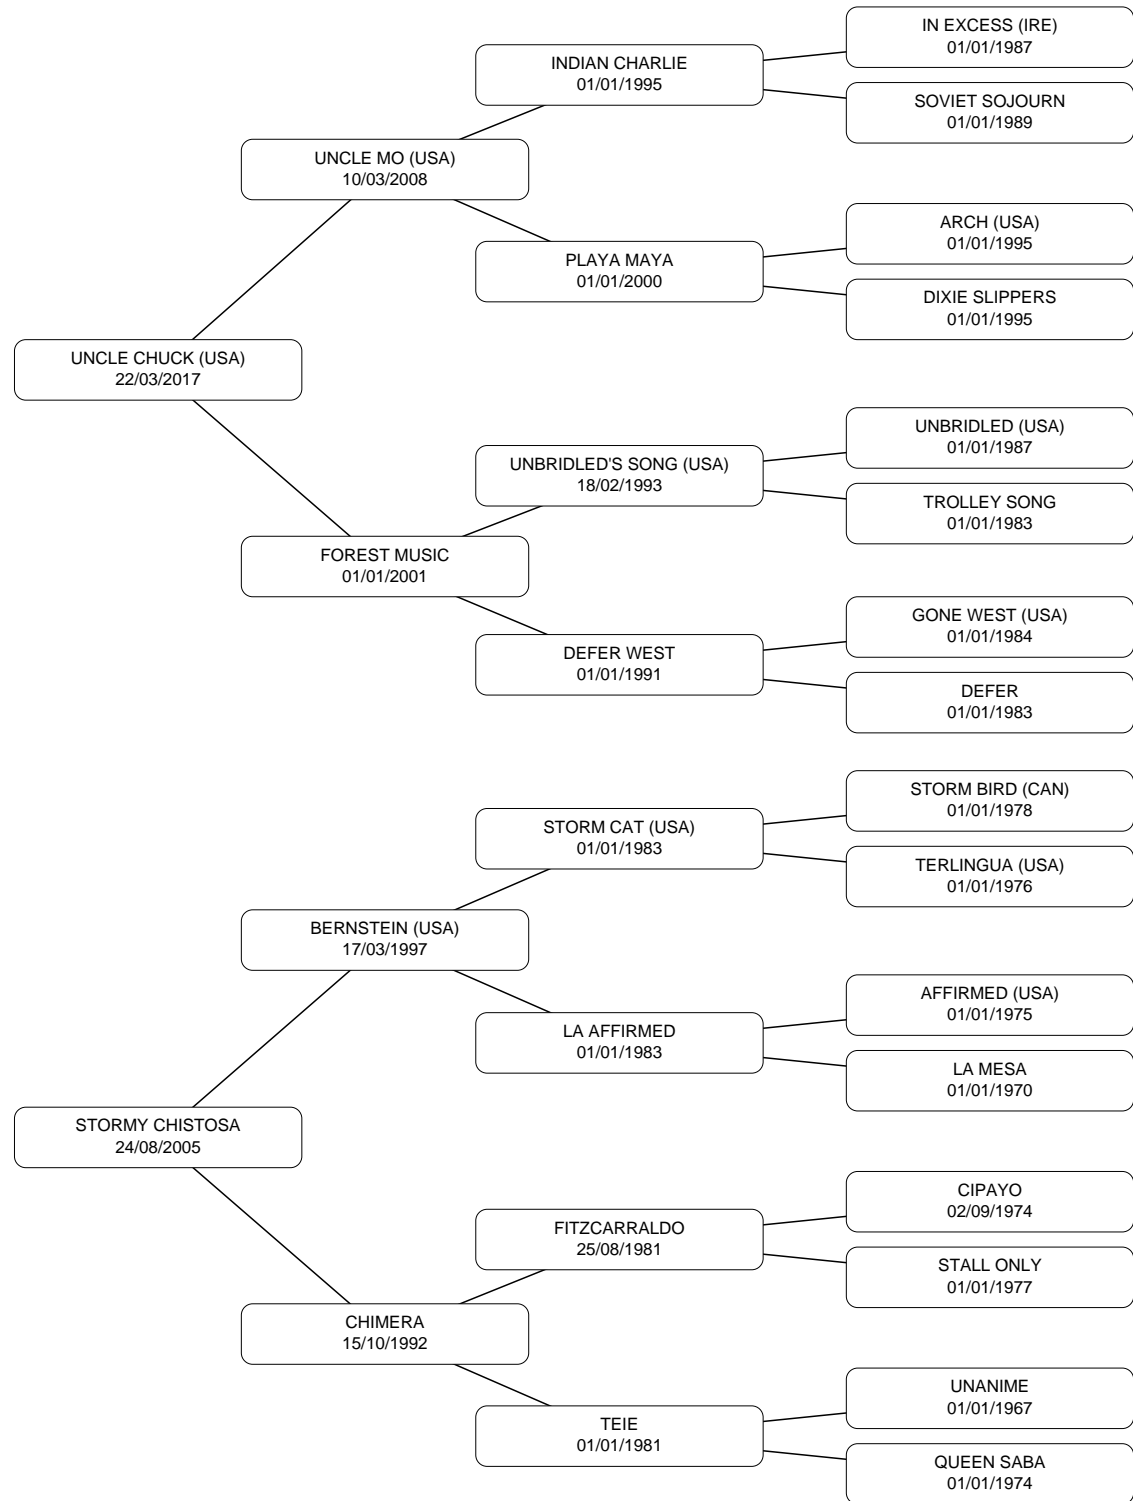 IN EXCESS (IRE)
01/01/1987
INDIAN CHARLIE
01/01/1995
SOVIET SOJOURN
01/01/1989
UNCLE MO (USA)
10/03/2008
ARCH (USA)
01/01/1995
PLAYA MAYA
01/01/2000
DIXIE SLIPPERS
01/01/1995
UNCLE CHUCK (USA)
22/03/2017
UNBRIDLED (USA)
01/01/1987
UNBRIDLED'S SONG (USA)
18/02/1993
TROLLEY SONG
01/01/1983
FOREST MUSIC
01/01/2001
GONE WEST (USA)
01/01/1984
DEFER WEST
01/01/1991
DEFER
01/01/1983
STORM BIRD (CAN)
01/01/1978
STORM CAT (USA)
01/01/1983
TERLINGUA (USA)
01/01/1976
BERNSTEIN (USA)
17/03/1997
AFFIRMED (USA)
01/01/1975
LA AFFIRMED
01/01/1983
LA MESA
01/01/1970
STORMY CHISTOSA
24/08/2005
CIPAYO
02/09/1974
FITZCARRALDO
25/08/1981
STALL ONLY
01/01/1977
CHIMERA
15/10/1992
UNANIME
01/01/1967
TEIE
01/01/1981
QUEEN SABA
01/01/1974